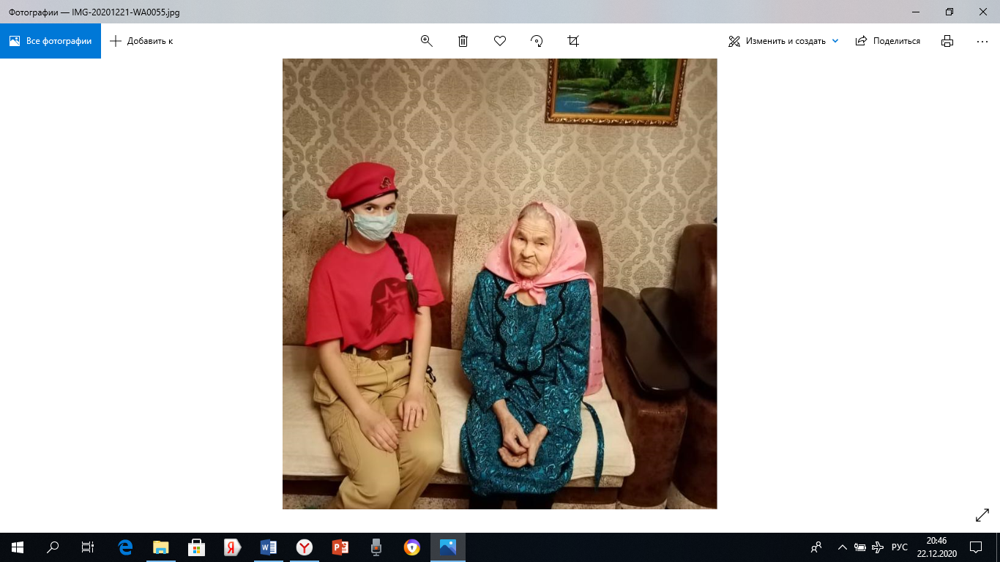 Фотографии — IMG-20201221-WA0055.jpg
Все фотографии
Добавить к
Изменить и создать
Поделиться
РУС
20:46
22.12.2020